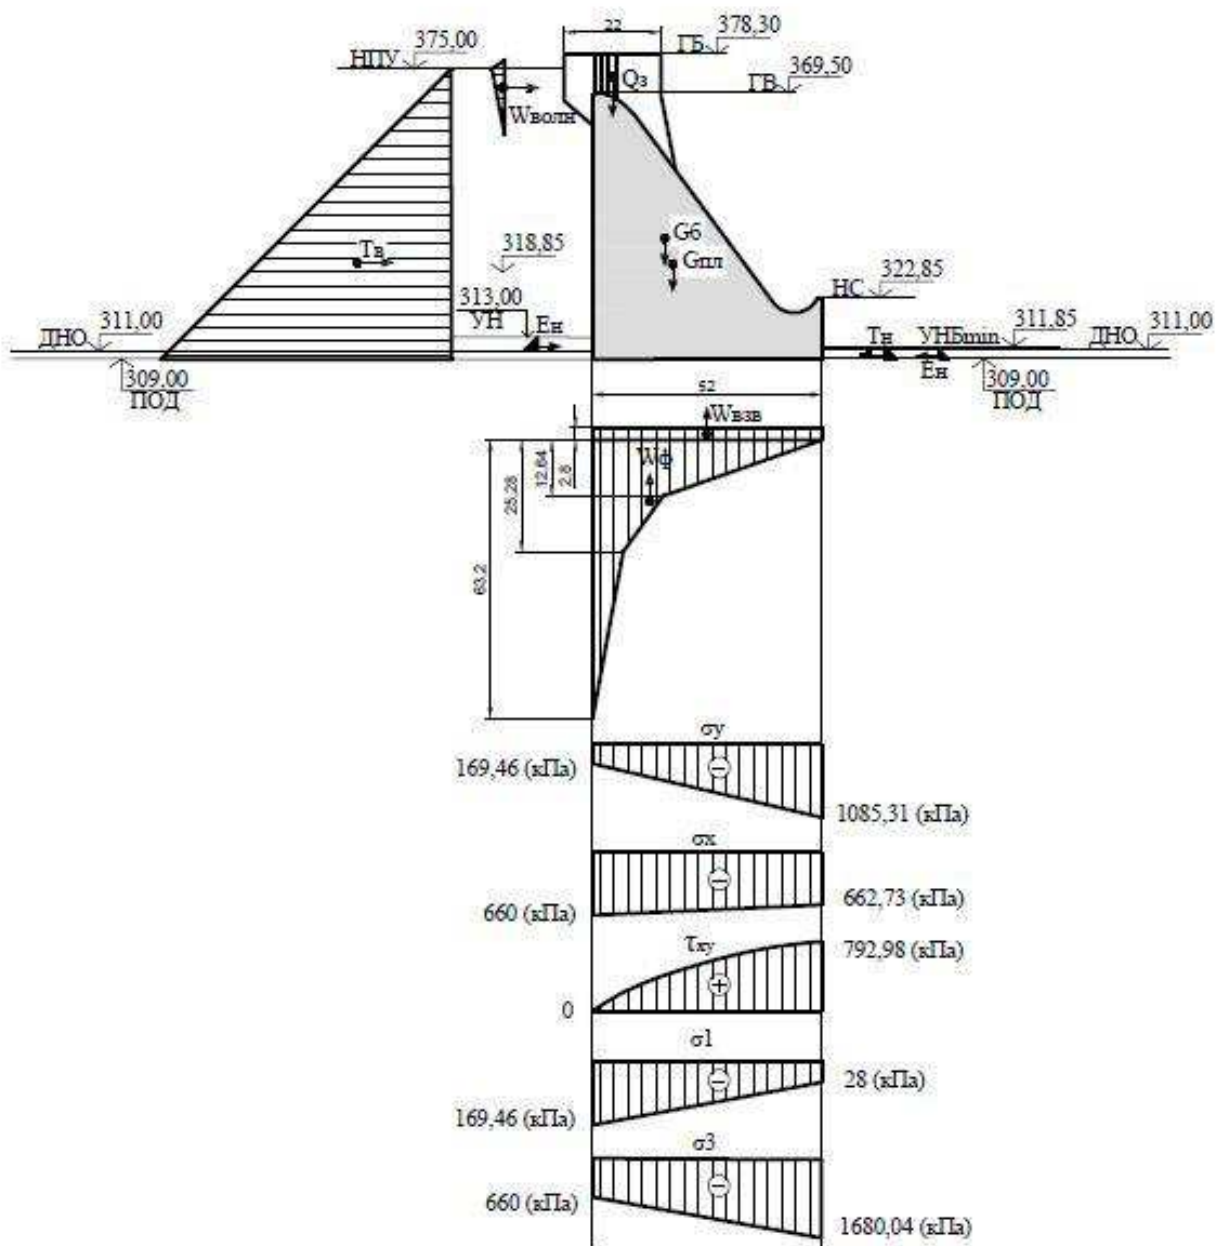 22
378,30
ГБ
375,00
НПУ
Qз
369,50
ГВ
Wволн
Gб
Gпл
Tв
318,85
322,85
НС
313,00
УН
Eн
311,00
ДНО
309,00
ПОД
Tн
УНБmin
311,85
ДНО
311,00
Eн
309,00
ПОД
52
Wвзв
Wф
2,8
12,64
25,28
63,2
σy
169,46 (кПа)
1085,31 (кПа)
σx
660 (кПа)
662,73 (кПа)
τxy
792,98 (кПа)
0
σ1
28 (кПа)
169,46 (кПа)
σ3
660 (кПа)
1680,04 (кПа)